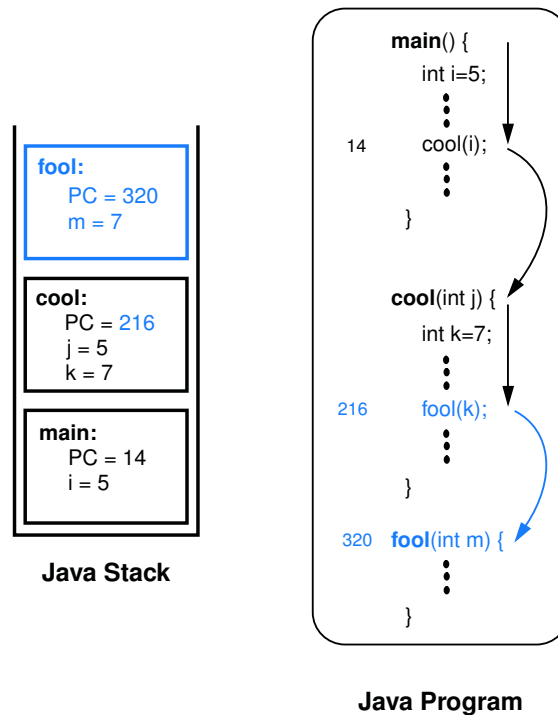 fool:
PC = 320
m = 7
cool:
PC = 216
j = 5
k = 7
main:
PC = 14
i = 5
Java Stack
main() {
int i=5;
14 cool(i);
}
cool(int j) {
int k=7;
216 fool(k);
}
320 fool(int m) {
}
Java Program